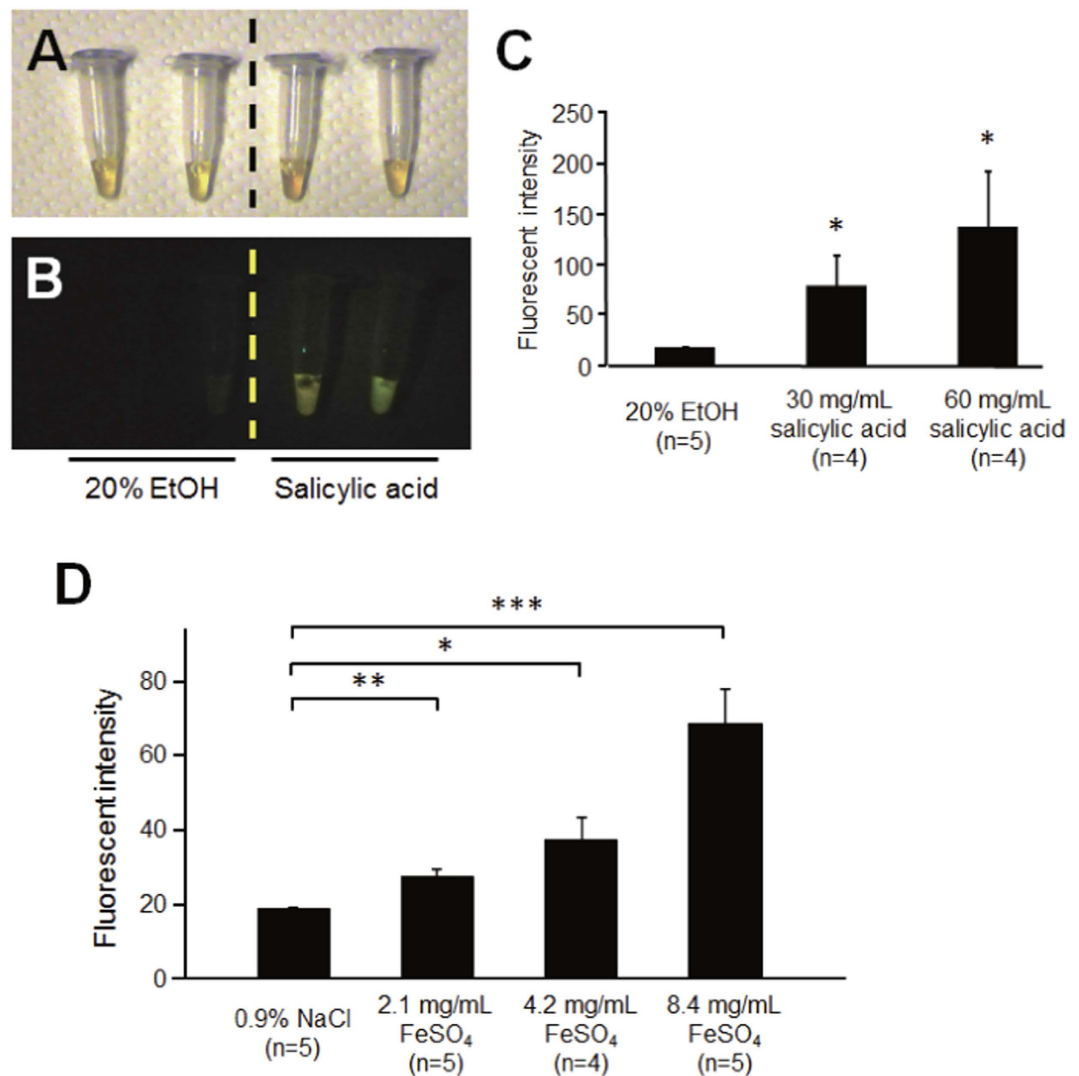 A
B
20% EtOH
Salicylic acid
C
Fluorescent intensity
250
200
150
100
50
0
*
*
20% EtOH
(n=5)
30 mg/mL
salicylic acid
(n=4)
60 mg/mL
salicylic acid
(n=4)
D
Fluorescent intensity
80
60
40
20
0
***
*
**
0.9% NaCl
(n=5)
2.1 mg/mL
FeSO₄
(n=5)
4.2 mg/mL
FeSO₄
(n=4)
8.4 mg/mL
FeSO₄
(n=5)